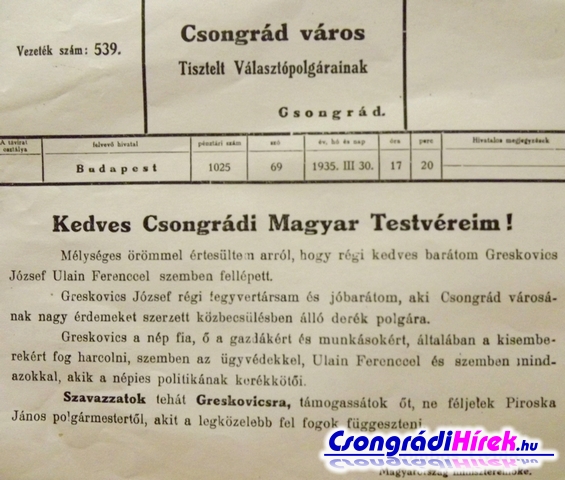 Vezeték szám: 539.
Csongrád város
Tisztelt Választópolgárainak
Csongrád.
A távirat osztálya
felvevő hivatal
pénztári szám
szó
év, hó és nap
óra
perc
Hivatalos megjegyzések
Budapest
1025
69
1935. III 30.
17
20
Kedves Csongrádi Magyar Testvéreim!
Mélységes örömmel értesültem arról, hogy régi kedves barátom Greskovics
József Ulain Ferenccel szemben fellépett.
Greskovics József régi fegyvertársam és jóbarátom, aki Csongrád városá-
nak nagy érdemeket szerzett közbecsülésben álló derék polgára.
Greskovics a nép fia, ő a gazdákért és munkásokért, általában a kisembe-
rekért fog harcolni, szemben az ügyvédekkel, Ulain Ferenccel és szemben mind-
azokkal, akik a népies politikának kerékkötői.
Szavazzatok tehát Greskovicsra, támogassátok őt, ne féljetek Piroska
János polgármestertől, akit a legközelebb fel fogok függeszteni.
CsongrádiHírek.hu
Magyarország miniszterelnöke.